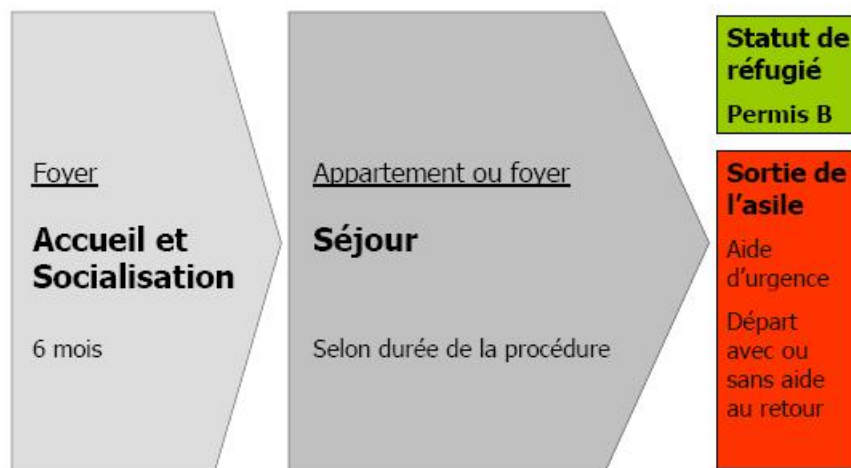 Foyer
Accueil et
Socialisation
6 mois
Appartement ou foyer
Séjour
Selon durée de la procédure
Statut de
réfugié
Permis B
Sortie de
l'asile
Aide
d'urgence
Départ
avec ou
sans aide
au retour